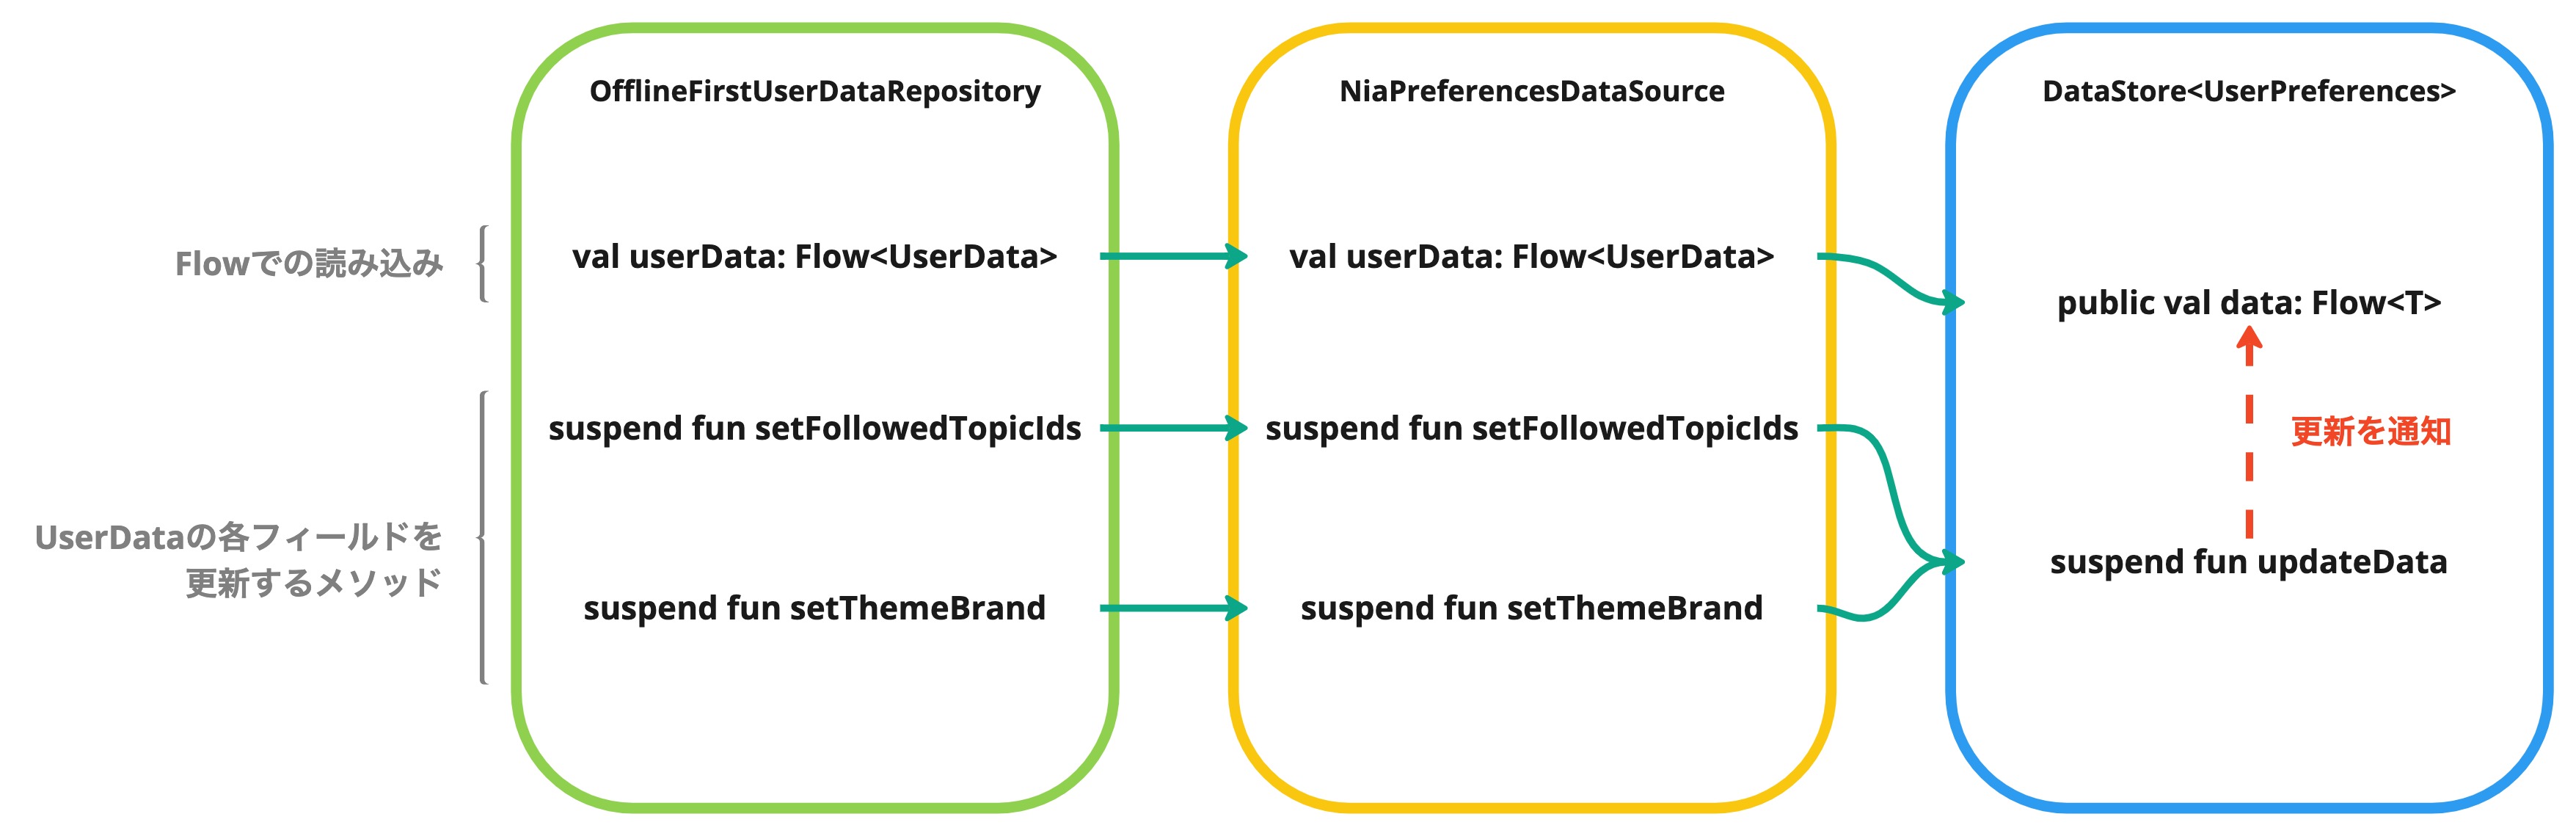 OfflineFirstUserDataRepository
NiaPreferencesDataSource
DataStore<UserPreferences>
Flowでの読み込み
val userData: Flow<UserData>
val userData: Flow<UserData>
public val data: Flow<T>
UserDataの各フィールドを
更新するメソッド
suspend fun setFollowedTopicIds
suspend fun setFollowedTopicIds
更新を通知
suspend fun setThemeBrand
suspend fun setThemeBrand
suspend fun updateData